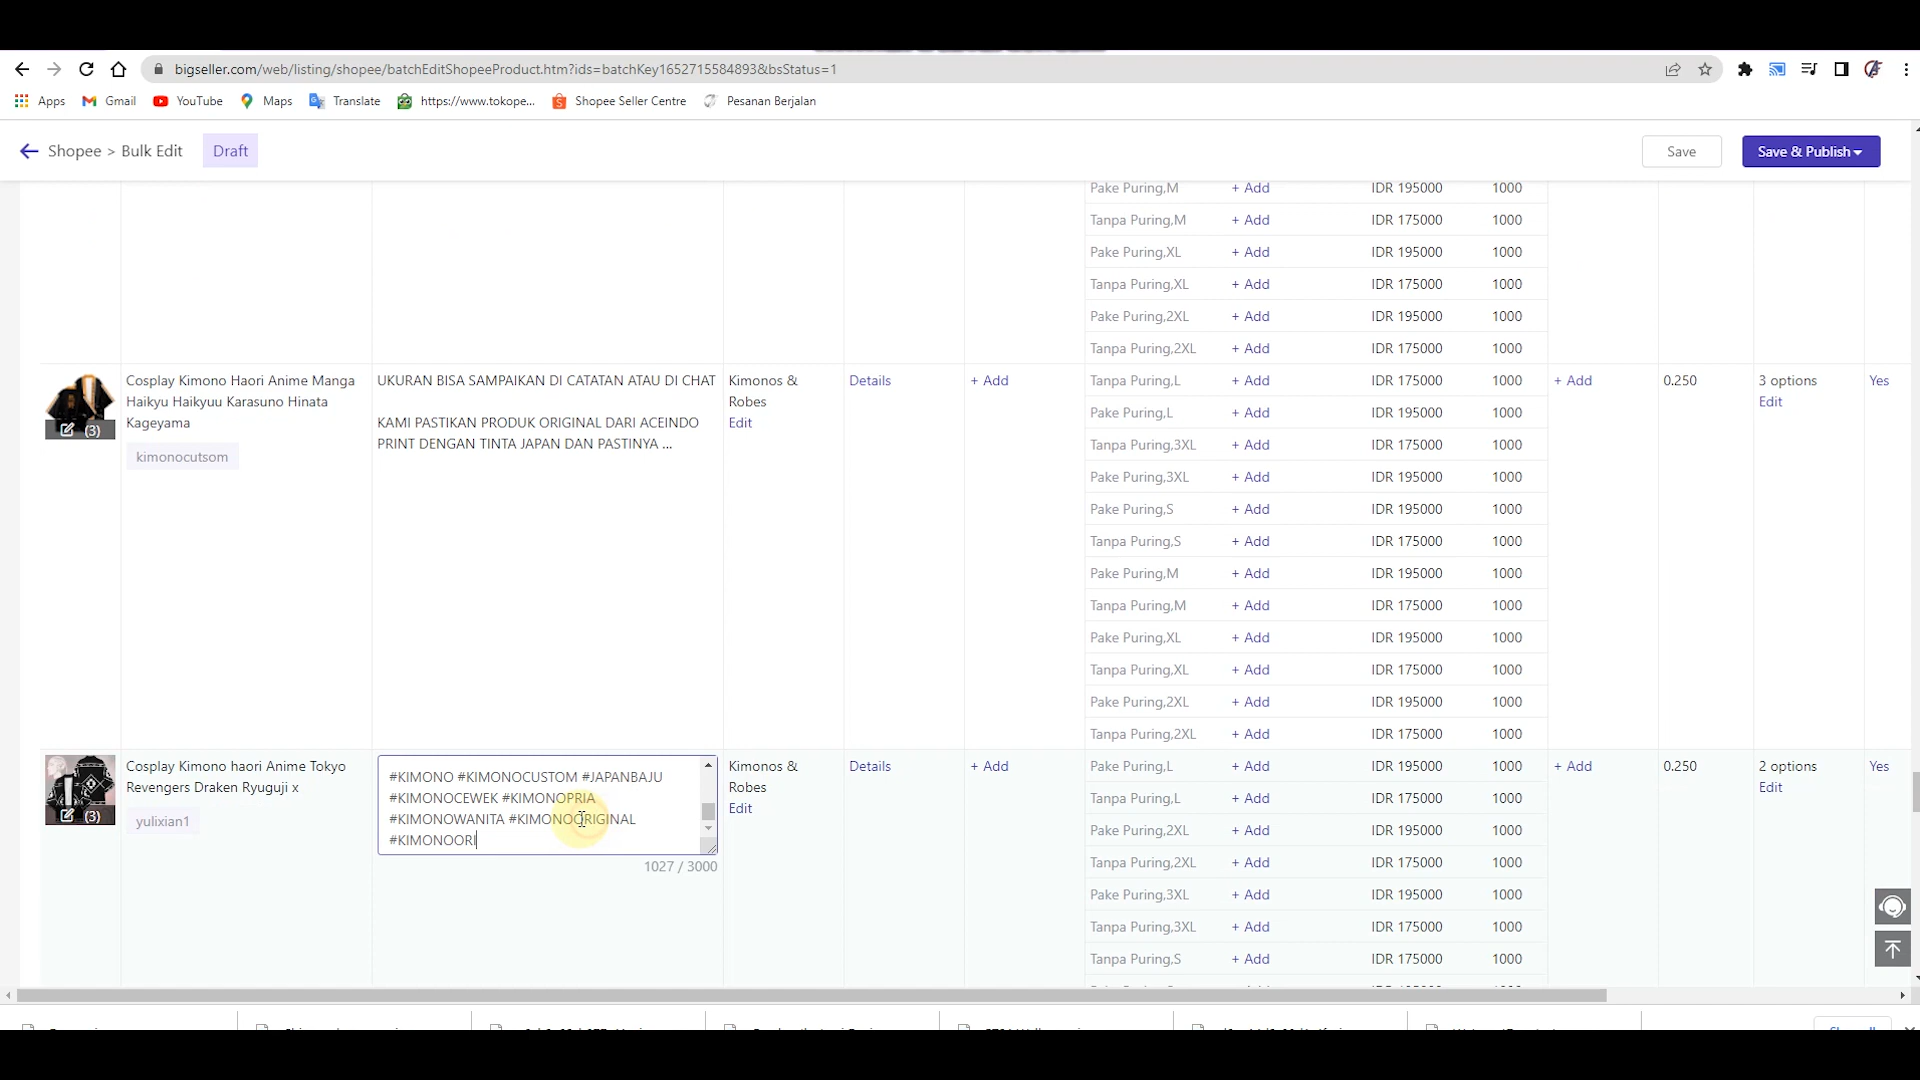 bigseller.com/web/listing/shopee/batchEditShopeeProduct.htm?ids=batchKey1652715584893&bsStatus=1
Apps Gmail YouTube Maps Translate https://www.tokope... Shopee Seller Centre Pesanan Berjalan
Shopee > Bulk Edit Draft Save Save & Publish
Pake Puring,M + Add IDR 195000 1000
Tanpa Puring,M + Add IDR 175000 1000
Pake Puring,XL + Add IDR 195000 1000
Tanpa Puring,XL + Add IDR 175000 1000
Pake Puring,2XL + Add IDR 195000 1000
Tanpa Puring,2XL + Add IDR 175000 1000
(3)
Cosplay Kimono Haori Anime Manga
Haikyu Haikyuu Karasuno Hinata
Kageyama
kimonocutsom
UKURAN BISA SAMPAIKAN DI CATATAN ATAU DI CHAT
KAMI PASTIKAN PRODUK ORIGINAL DARI ACEINDO
PRINT DENGAN TINTA JAPAN DAN PASTINYA ...
Kimonos &
Robes
Edit
Details
+ Add
Tanpa Puring,L + Add IDR 175000 1000
Pake Puring,L + Add IDR 195000 1000
Tanpa Puring,3XL + Add IDR 175000 1000
Pake Puring,3XL + Add IDR 195000 1000
Pake Puring,S + Add IDR 195000 1000
Tanpa Puring,S + Add IDR 175000 1000
Pake Puring,M + Add IDR 195000 1000
Tanpa Puring,M + Add IDR 175000 1000
Pake Puring,XL + Add IDR 195000 1000
Tanpa Puring,XL + Add IDR 175000 1000
Pake Puring,2XL + Add IDR 195000 1000
Tanpa Puring,2XL + Add IDR 175000 1000
+ Add
0.250
3 options
Edit
Yes
(3)
Cosplay Kimono haori Anime Tokyo
Revengers Draken Ryuguji x
yulixian1
#KIMONO #KIMONOCUSTOM #JAPANBAJU
#KIMONOCEWEK #KIMONOPRIA
#KIMONOWANITA #KIMONOORIGINAL
#KIMONOORI
1027 / 3000
Kimonos &
Robes
Edit
Details
+ Add
Pake Puring,L + Add IDR 195000 1000
Tanpa Puring,L + Add IDR 175000 1000
Pake Puring,2XL + Add IDR 195000 1000
Tanpa Puring,2XL + Add IDR 175000 1000
Pake Puring,3XL + Add IDR 195000 1000
Tanpa Puring,3XL + Add IDR 175000 1000
Tanpa Puring,S + Add IDR 175000 1000
+ Add
0.250
2 options
Edit
Yes